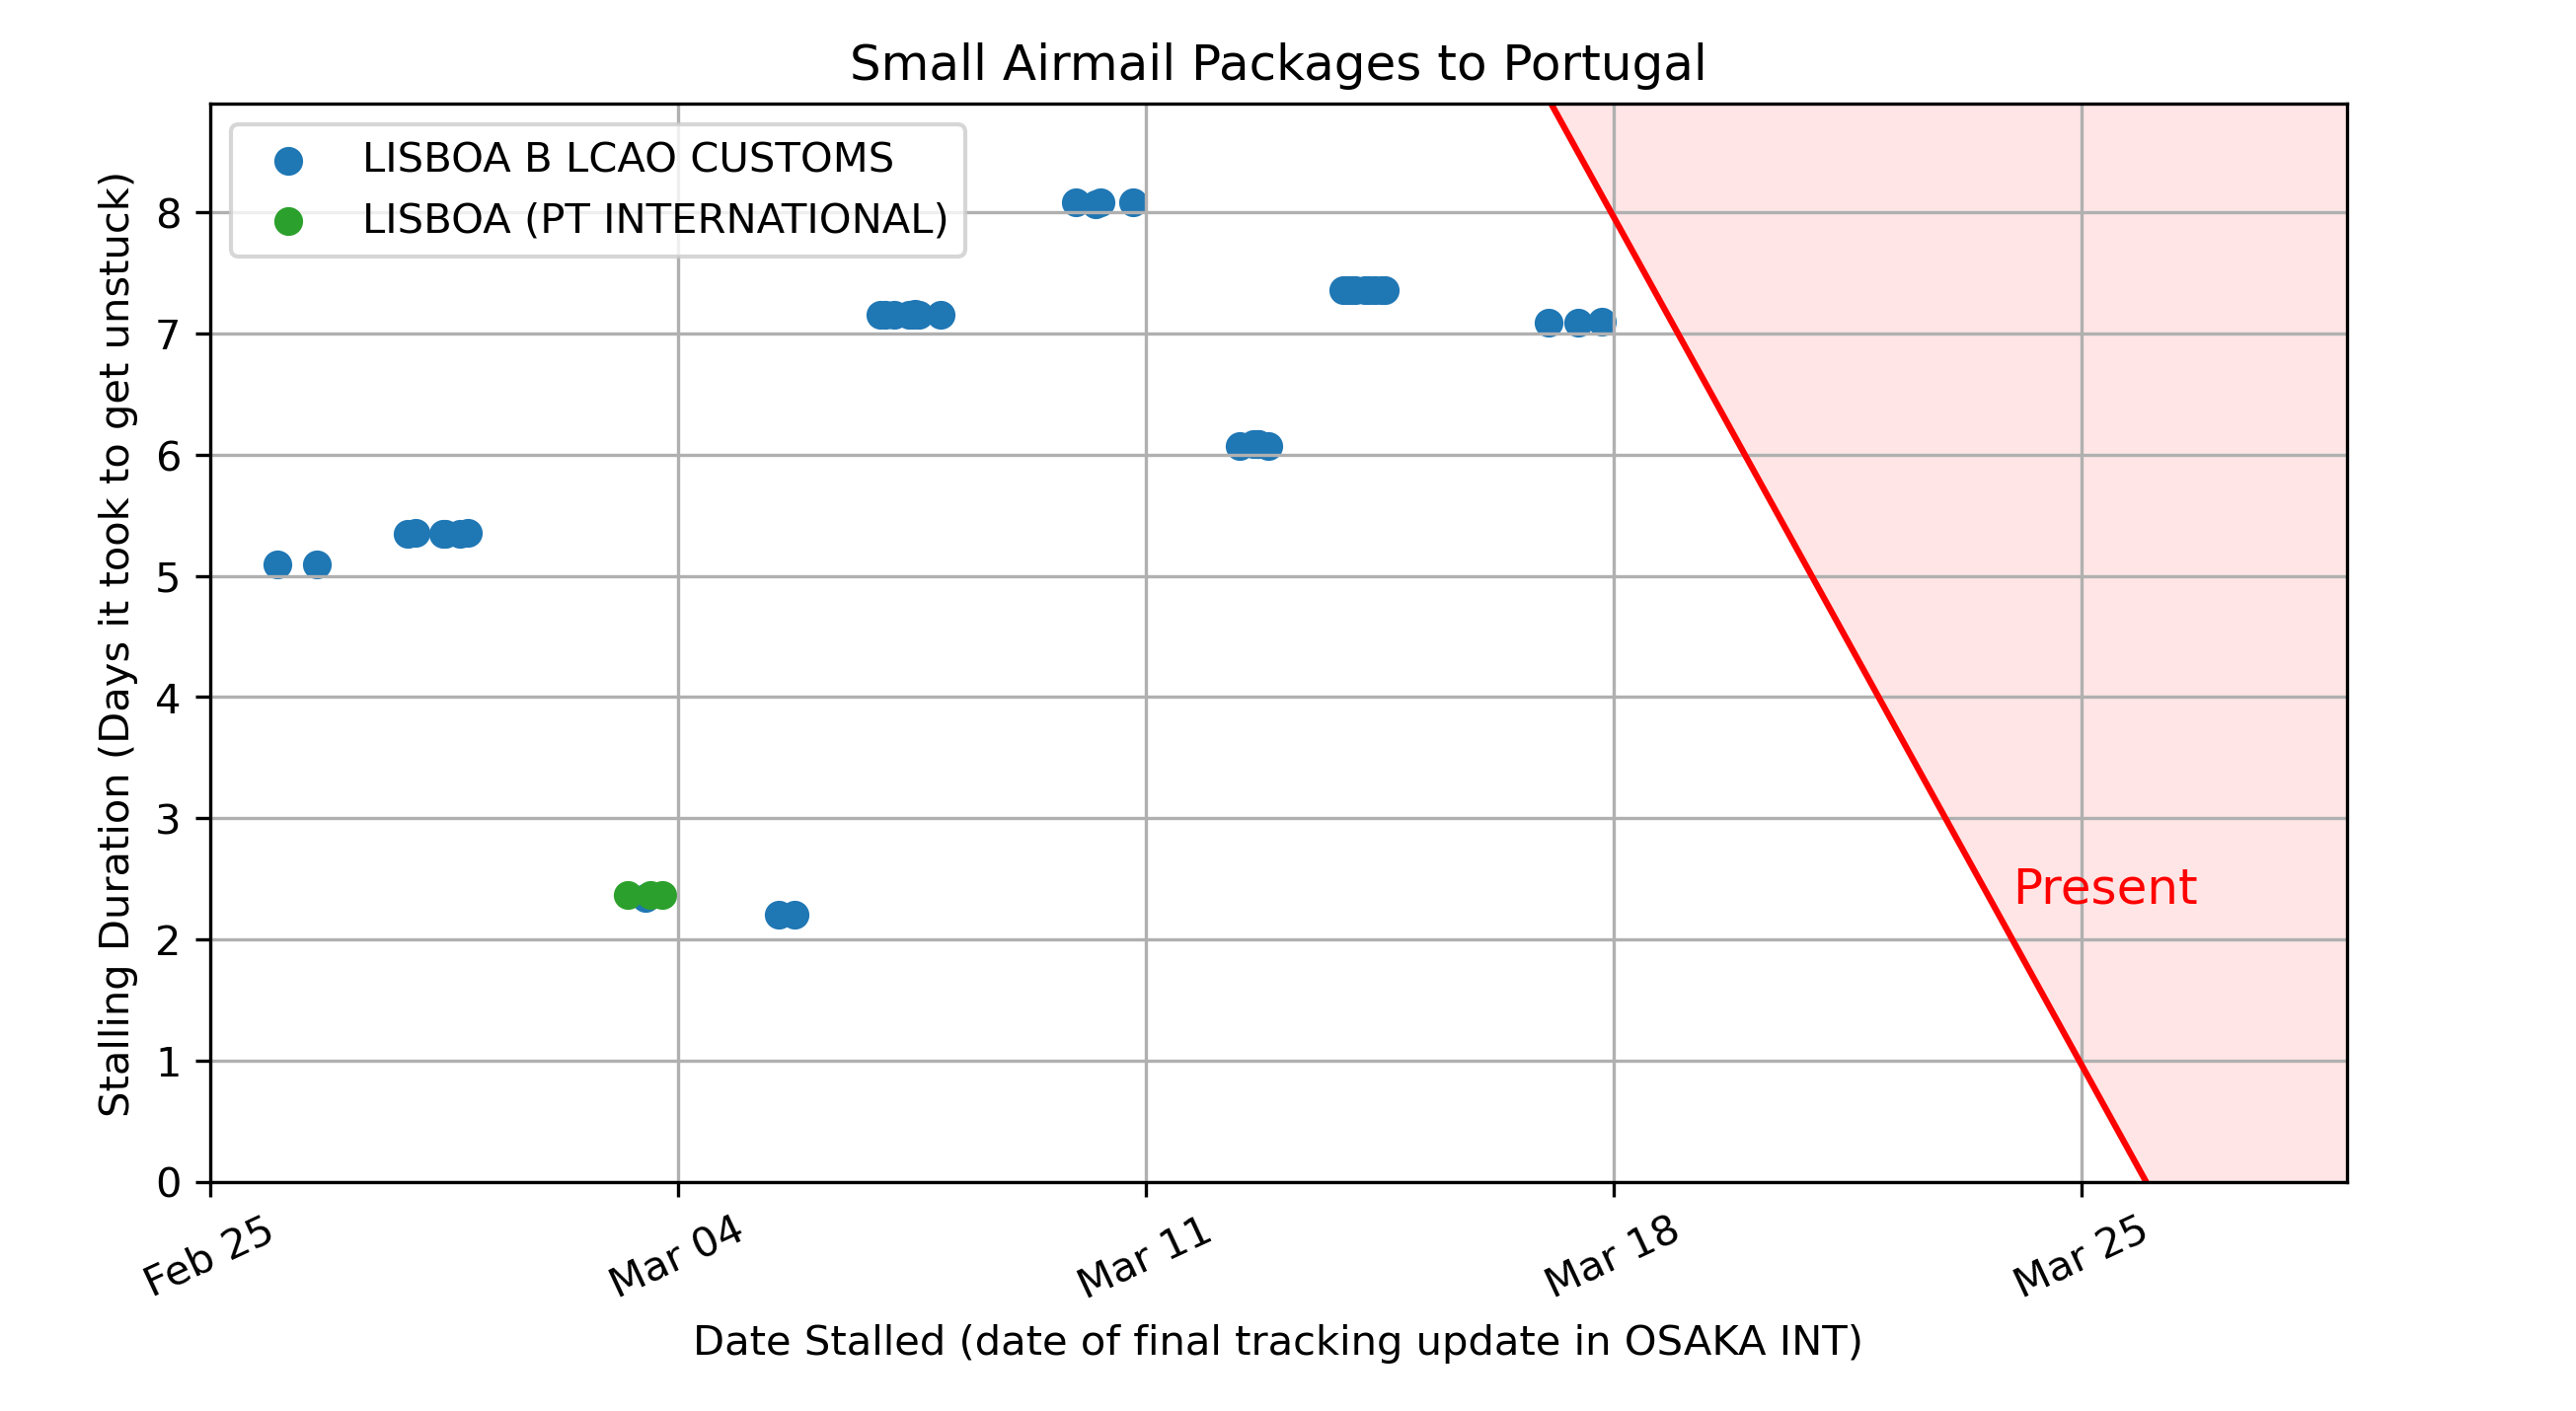 Small Airmail Packages to Portugal
LISBOA B LCAO CUSTOMS
LISBOA (PT INTERNATIONAL)
Stalling Duration (Days it took to get unstuck)
8
7
6
5
4
3
2
1
0
Present
Feb 25
Mar 04
Mar 11
Mar 18
Mar 25
Date Stalled (date of final tracking update in OSAKA INT)